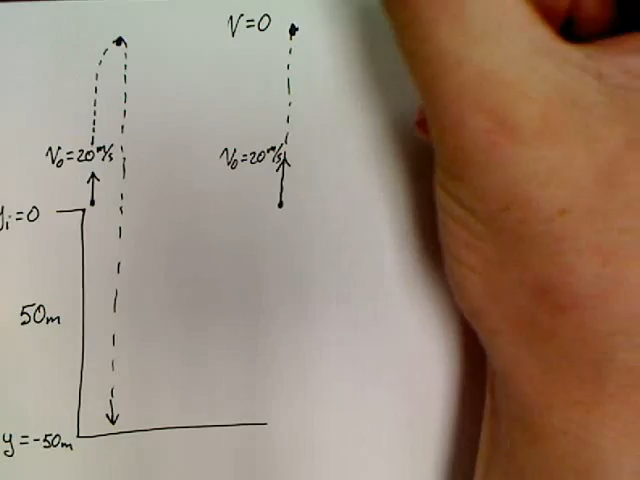 V=0
V₀=20m/s
V₀=20m/s
yᵢ=0
50m
y=-50m